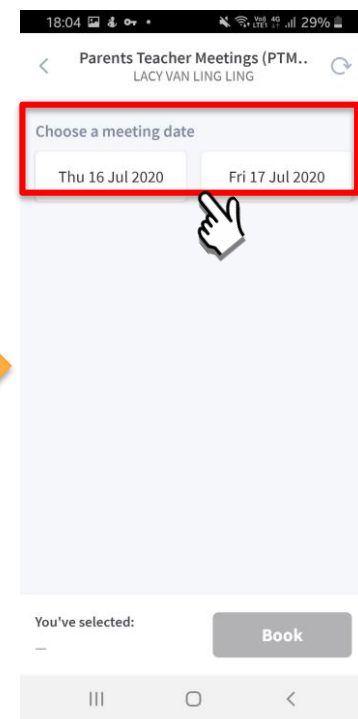 18:04 29%
Parents Teacher Meetings (PTM..
LACY VAN LING LING
Choose a meeting date
Thu 16 Jul 2020 Fri 17 Jul 2020
You've selected:
—
Book